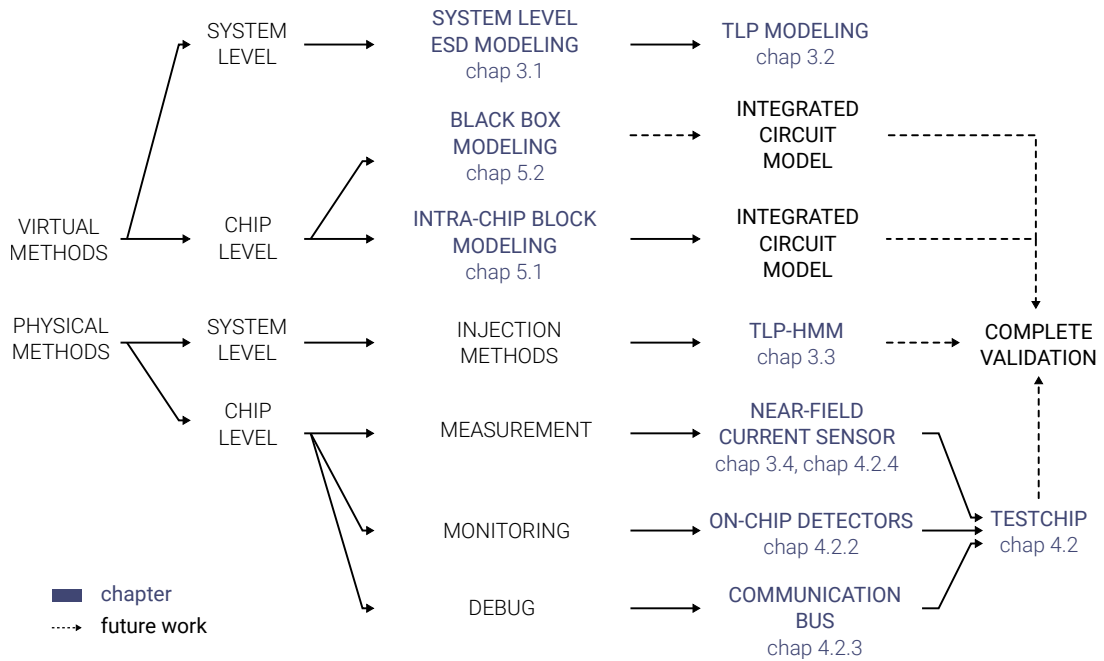 SYSTEM
LEVEL
SYSTEM LEVEL
ESD MODELING
chap 3.1
TLP MODELING
chap 3.2
BLACK BOX
MODELING
chap 5.2
INTEGRATED
CIRCUIT
MODEL
VIRTUAL
METHODS
CHIP
LEVEL
INTRA-CHIP BLOCK
MODELING
chap 5.1
INTEGRATED
CIRCUIT
MODEL
PHYSICAL
METHODS
SYSTEM
LEVEL
INJECTION
METHODS
TLP-HMM
chap 3.3
COMPLETE
VALIDATION
CHIP
LEVEL
MEASUREMENT
NEAR-FIELD
CURRENT SENSOR
chap 3.4, chap 4.2.4
MONITORING
ON-CHIP DETECTORS
chap 4.2.2
TESTCHIP
chap 4.2
DEBUG
COMMUNICATION
BUS
chap 4.2.3
chapter
future work